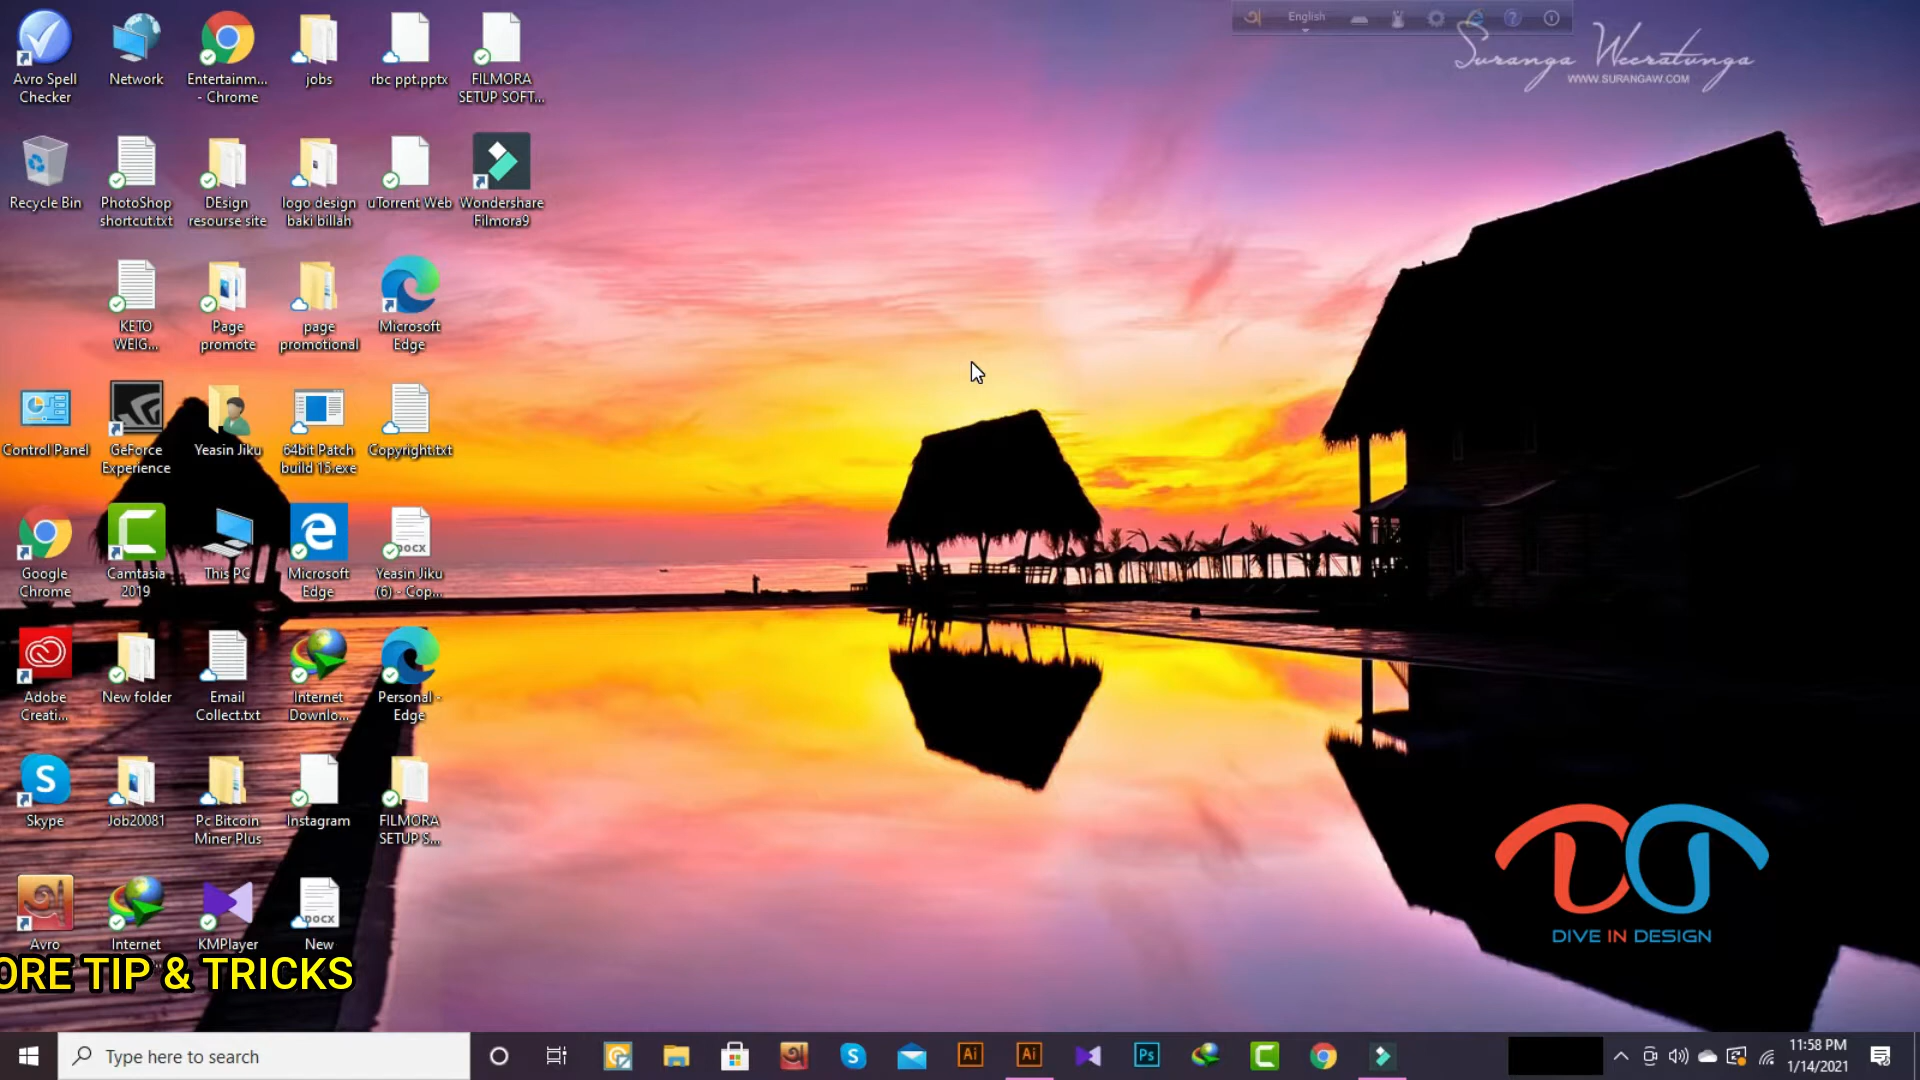 English
Suranga Weeratunga
WWW.SURANGAW.COM
Avro Spell
Checker
Network
Entertainm...
- Chrome
jobs
rbc ppt.pptx
FILMORA
SETUP SOFT...
Recycle Bin
PhotoShop
shortcut.txt
DEsign
resourse site
logo design
baki billah
uTorrent Web
Wondershare
Filmora9
KETO
WEIG...
Page
promote
page
promotional
Microsoft
Edge
Control Panel
GeForce
Experience
Yeasin Jiku
64bit Patch
build 15.exe
Copyright.txt
Google
Chrome
Camtasia
2019
This PC
Microsoft
Edge
DOCX
Yeasin Jiku
(6) - Cop...
Adobe
Creati...
New folder
Email
Collect.txt
Internet
Downlo...
Personal -
Edge
Skype
Job20081
Pc Bitcoin
Miner Plus
Instagram
FILMORA
SETUP S...
Avro
Internet
KMPlayer
DOCX
New
DIVE IN DESIGN
ORE TIP & TRICKS
Type here to search
Ai
Ai
Ps
11:58 PM
1/14/2021